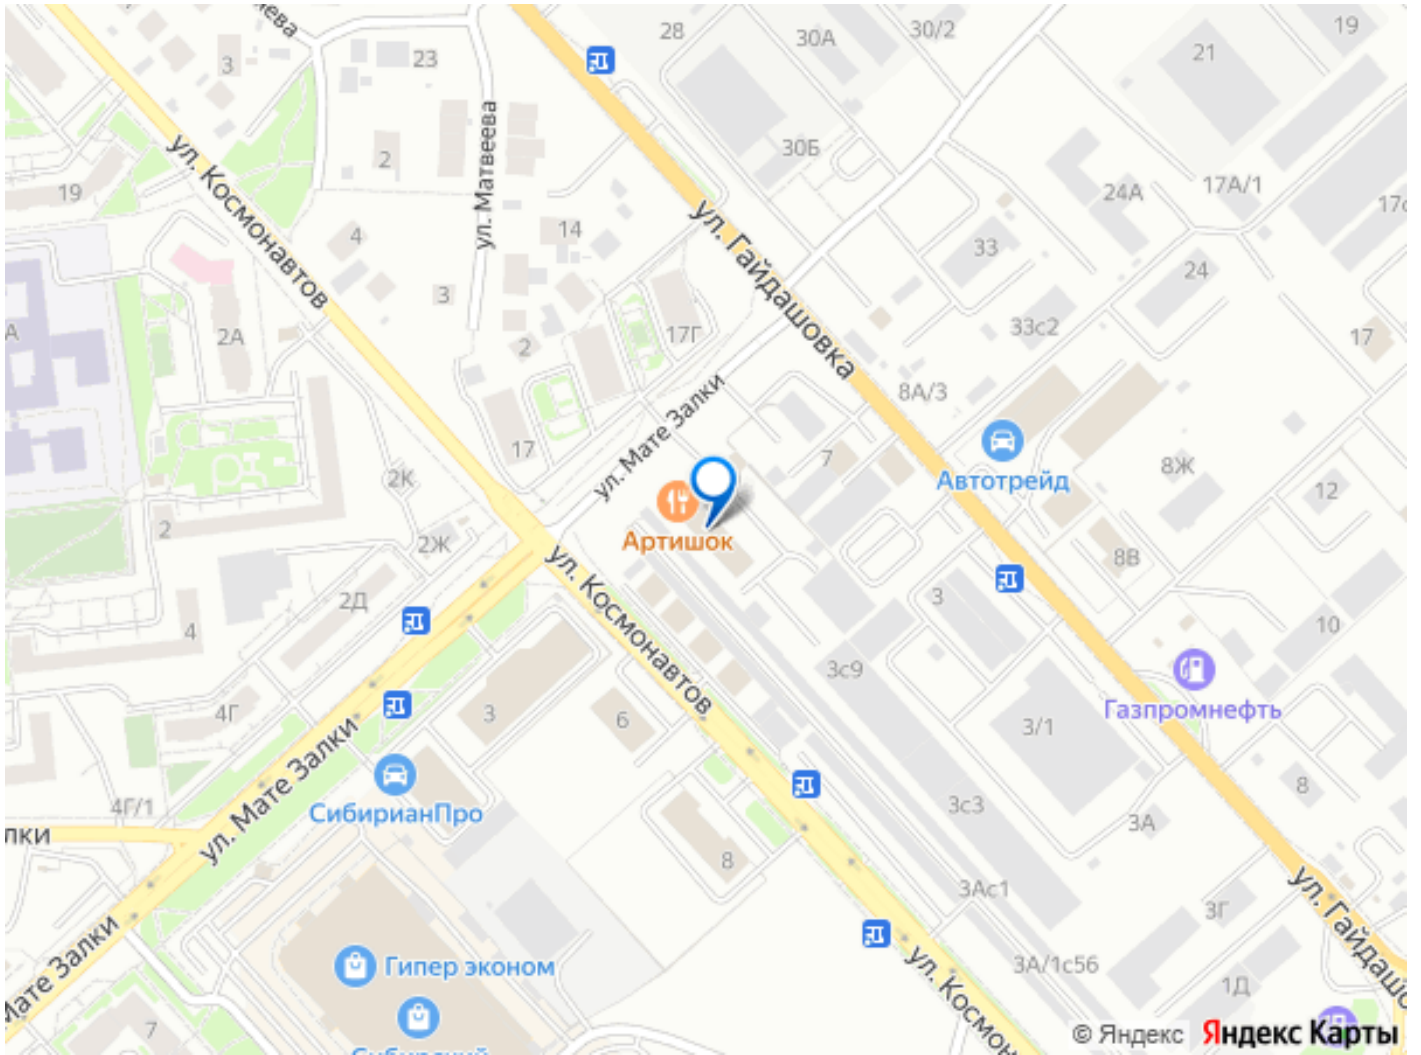 28
30А
30/2
19
21
3
23
ул. Матвеева
ул. Космонавтов
2
30Б
19
24А
17А/1
ул. Гайдашовка
4
14
33
24
2А
3
17Г
33с2
17
2
8А/3
ул. Мате Залки
17
7
Автотрейд
8Ж
12
2К
2
2Ж
Артишок
8В
ул. Космонавтов
2Д
3
4
10
3с9
Газпромнефть
4Г
3
6
3/1
8
СибирианПро
4Г/1
ул. Мате Залки
3с3
3А
8
3Ас1
3Г
ул. Гайдашо
Мате Залки
Гипер эконом
3А/1с56
1Д
ул. Космон
7
© Яндекс Яндекс Карты